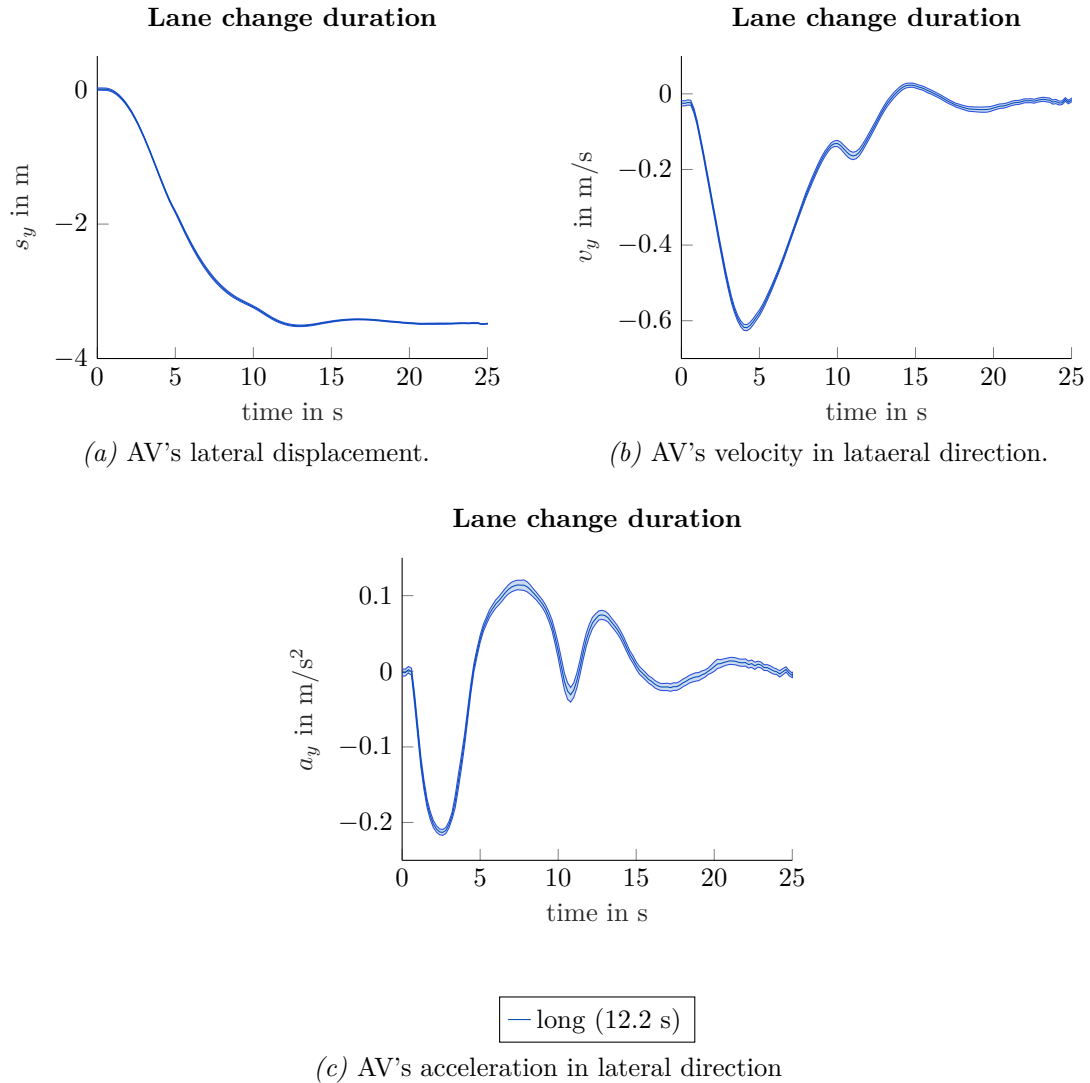 Lane change duration
0
−2
−4
s_y in m
0 5 10 15 20 25
time in s
(a) AV's lateral displacement.
Lane change duration
0
−0.2
−0.4
−0.6
v_y in m/s
0 5 10 15 20 25
time in s
(b) AV's velocity in lataeral direction.
Lane change duration
0.1
0
−0.1
−0.2
a_y in m/s²
0 5 10 15 20 25
time in s
long (12.2 s)
(c) AV's acceleration in lateral direction